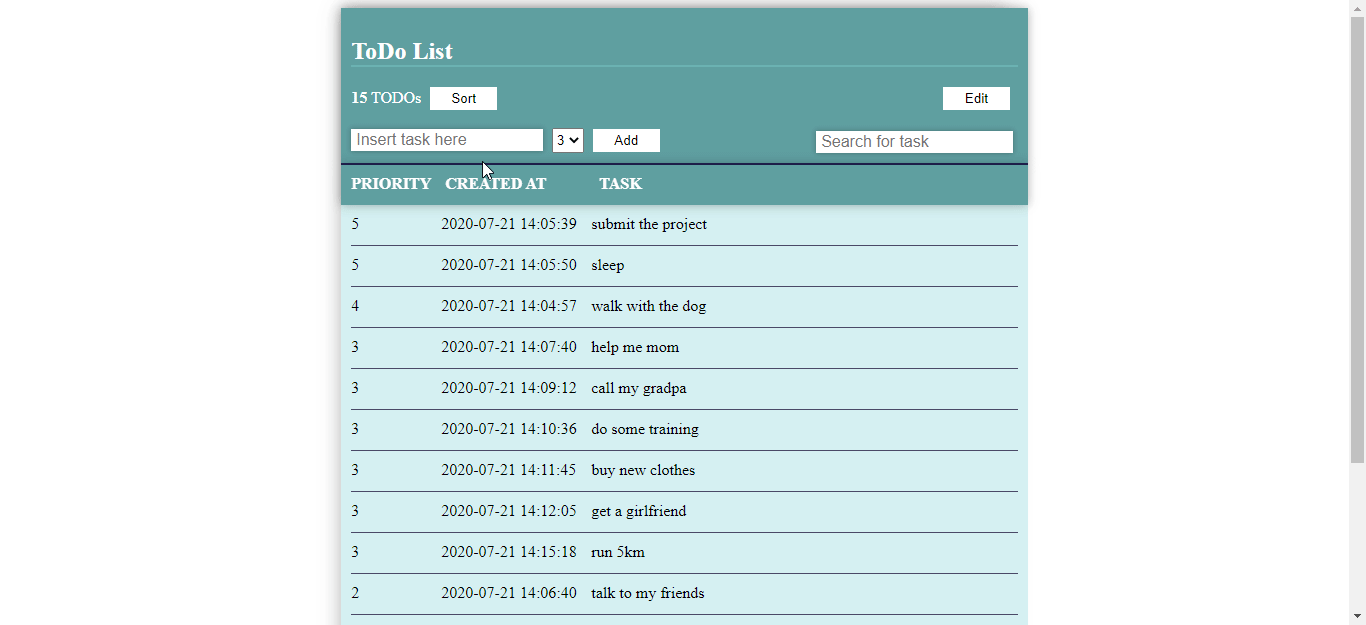 ToDo List
15 TODOs Sort Edit
Insert task here 3 Add Search for task
PRIORITY CREATED AT TASK
5 2020-07-21 14:05:39 submit the project
5 2020-07-21 14:05:50 sleep
4 2020-07-21 14:04:57 walk with the dog
3 2020-07-21 14:07:40 help me mom
3 2020-07-21 14:09:12 call my gradpa
3 2020-07-21 14:10:36 do some training
3 2020-07-21 14:11:45 buy new clothes
3 2020-07-21 14:12:05 get a girlfriend
3 2020-07-21 14:15:18 run 5km
2 2020-07-21 14:06:40 talk to my friends